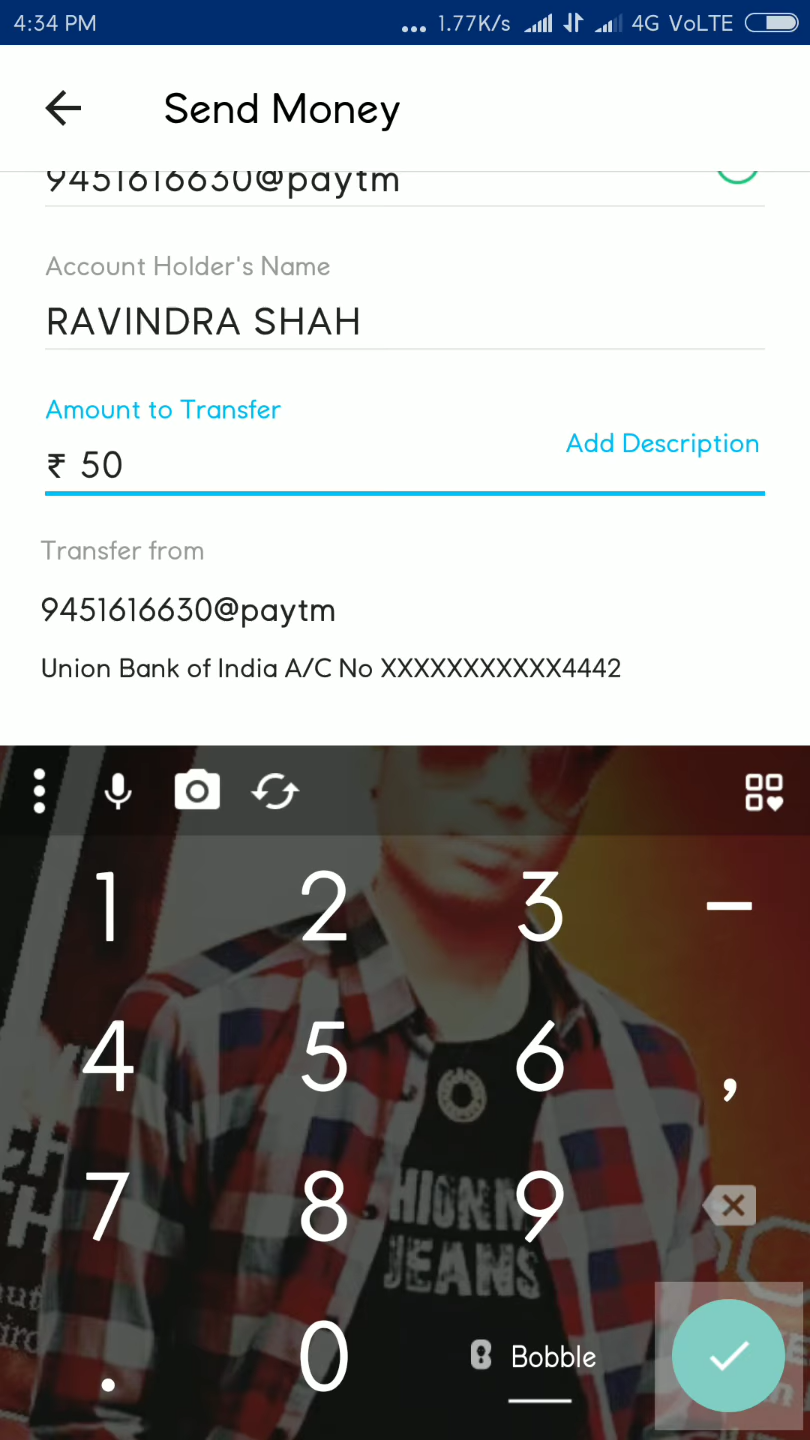 4:34 PM ... 1.77K/s 4G VoLTE
Send Money
9451616630@paytm
Account Holder's Name
RAVINDRA SHAH
Amount to Transfer
Add Description
₹ 50
Transfer from
9451616630@paytm
Union Bank of India A/C No XXXXXXXXXXX4442
1 2 3 –
4 5 6 ,
7 8 9
JEANS
. 0 Bobble